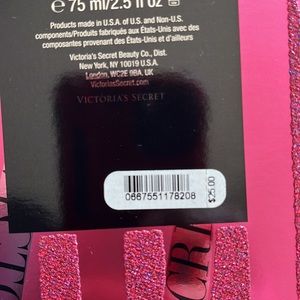 ℮ 75 ml/2.5 fl oz
Products made in U.S.A. of U.S. and Non-U.S.
components/Produits fabriqués aux États-Unis avec des
composantes provenant des États-Unis et d'ailleurs
Victoria's Secret Beauty Co., Dist.
New York, NY 10019 U.S.A.
London, WC2E 9BA, UK
VictoriasSecret.com
VICTORIA'S SECRET
0667551178208
$25.00